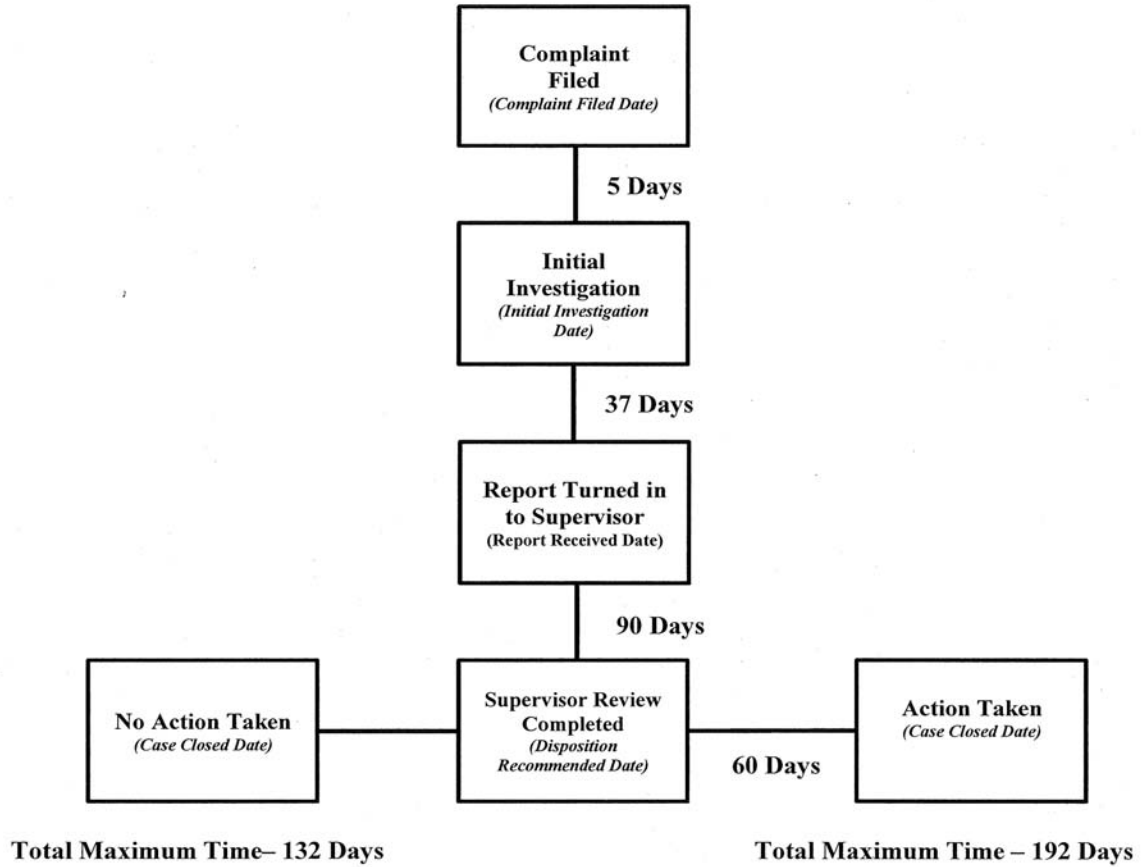 Complaint
Filed
(Complaint Filed Date)
5 Days
Initial
Investigation
(Initial Investigation
Date)
37 Days
Report Turned in
to Supervisor
(Report Received Date)
90 Days
No Action Taken
(Case Closed Date)
Supervisor Review
Completed
(Disposition
Recommended Date)
60 Days
Action Taken
(Case Closed Date)
Total Maximum Time– 132 Days
Total Maximum Time – 192 Days